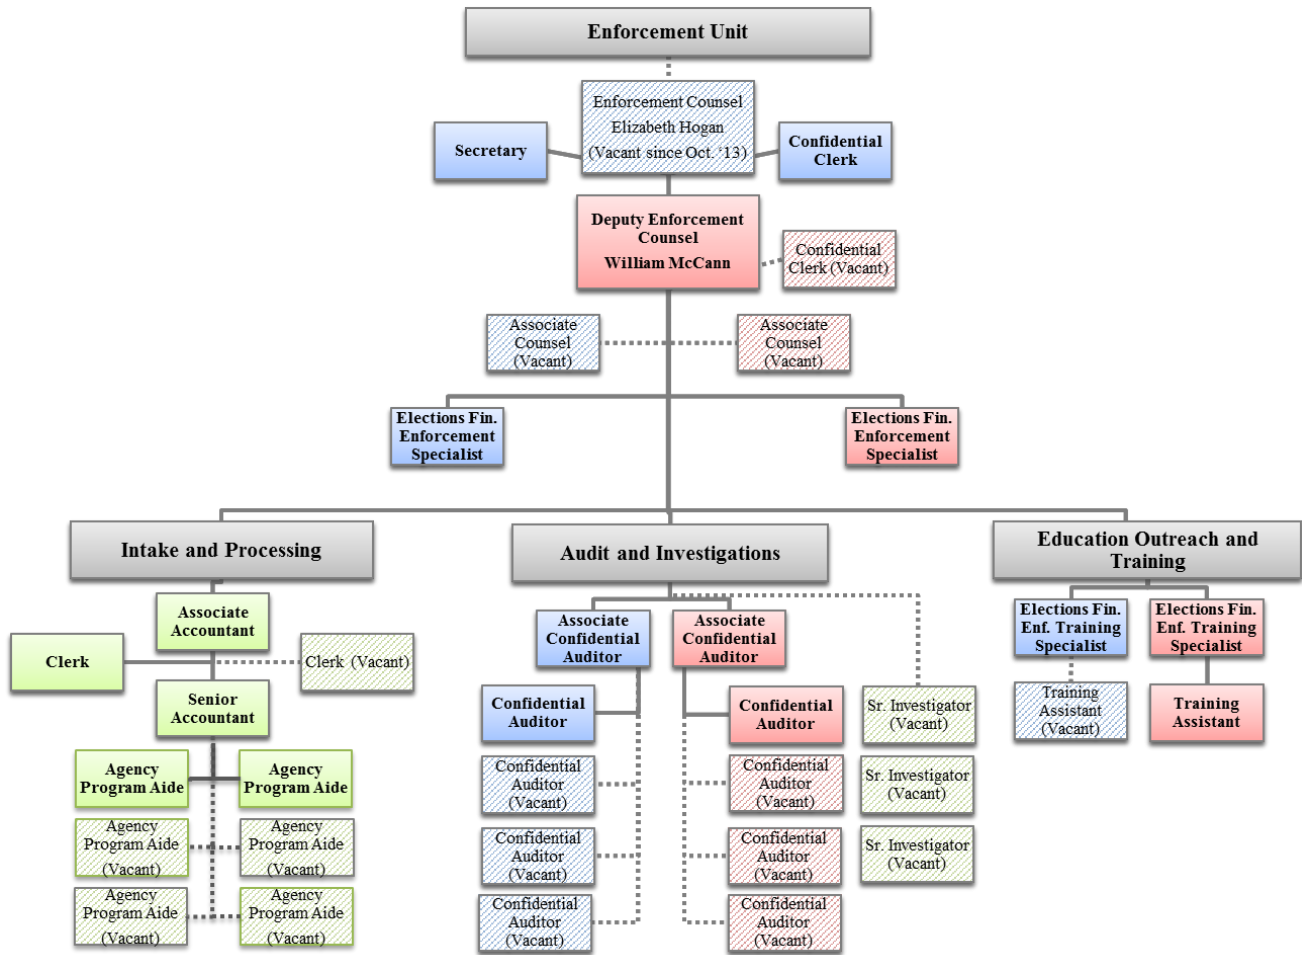 Enforcement Unit
Enforcement Counsel
Elizabeth Hogan
(Vacant since Oct. ‘13)
Secretary
Confidential
Clerk
Deputy Enforcement
Counsel
William McCann
Confidential
Clerk (Vacant)
Associate
Counsel
(Vacant)
Associate
Counsel
(Vacant)
Elections Fin.
Enforcement
Specialist
Elections Fin.
Enforcement
Specialist
Intake and Processing
Associate
Accountant
Clerk
Clerk (Vacant)
Senior
Accountant
Agency
Program Aide
Agency
Program Aide
Agency
Program Aide
(Vacant)
Agency
Program Aide
(Vacant)
Agency
Program Aide
(Vacant)
Agency
Program Aide
(Vacant)
Audit and Investigations
Associate
Confidential
Auditor
Associate
Confidential
Auditor
Confidential
Auditor
Confidential
Auditor
Sr. Investigator
(Vacant)
Confidential
Auditor
(Vacant)
Confidential
Auditor
(Vacant)
Sr. Investigator
(Vacant)
Confidential
Auditor
(Vacant)
Confidential
Auditor
(Vacant)
Sr. Investigator
(Vacant)
Confidential
Auditor
(Vacant)
Confidential
Auditor
(Vacant)
Education Outreach and
Training
Elections Fin.
Enf. Training
Specialist
Elections Fin.
Enf. Training
Specialist
Training
Assistant
(Vacant)
Training
Assistant